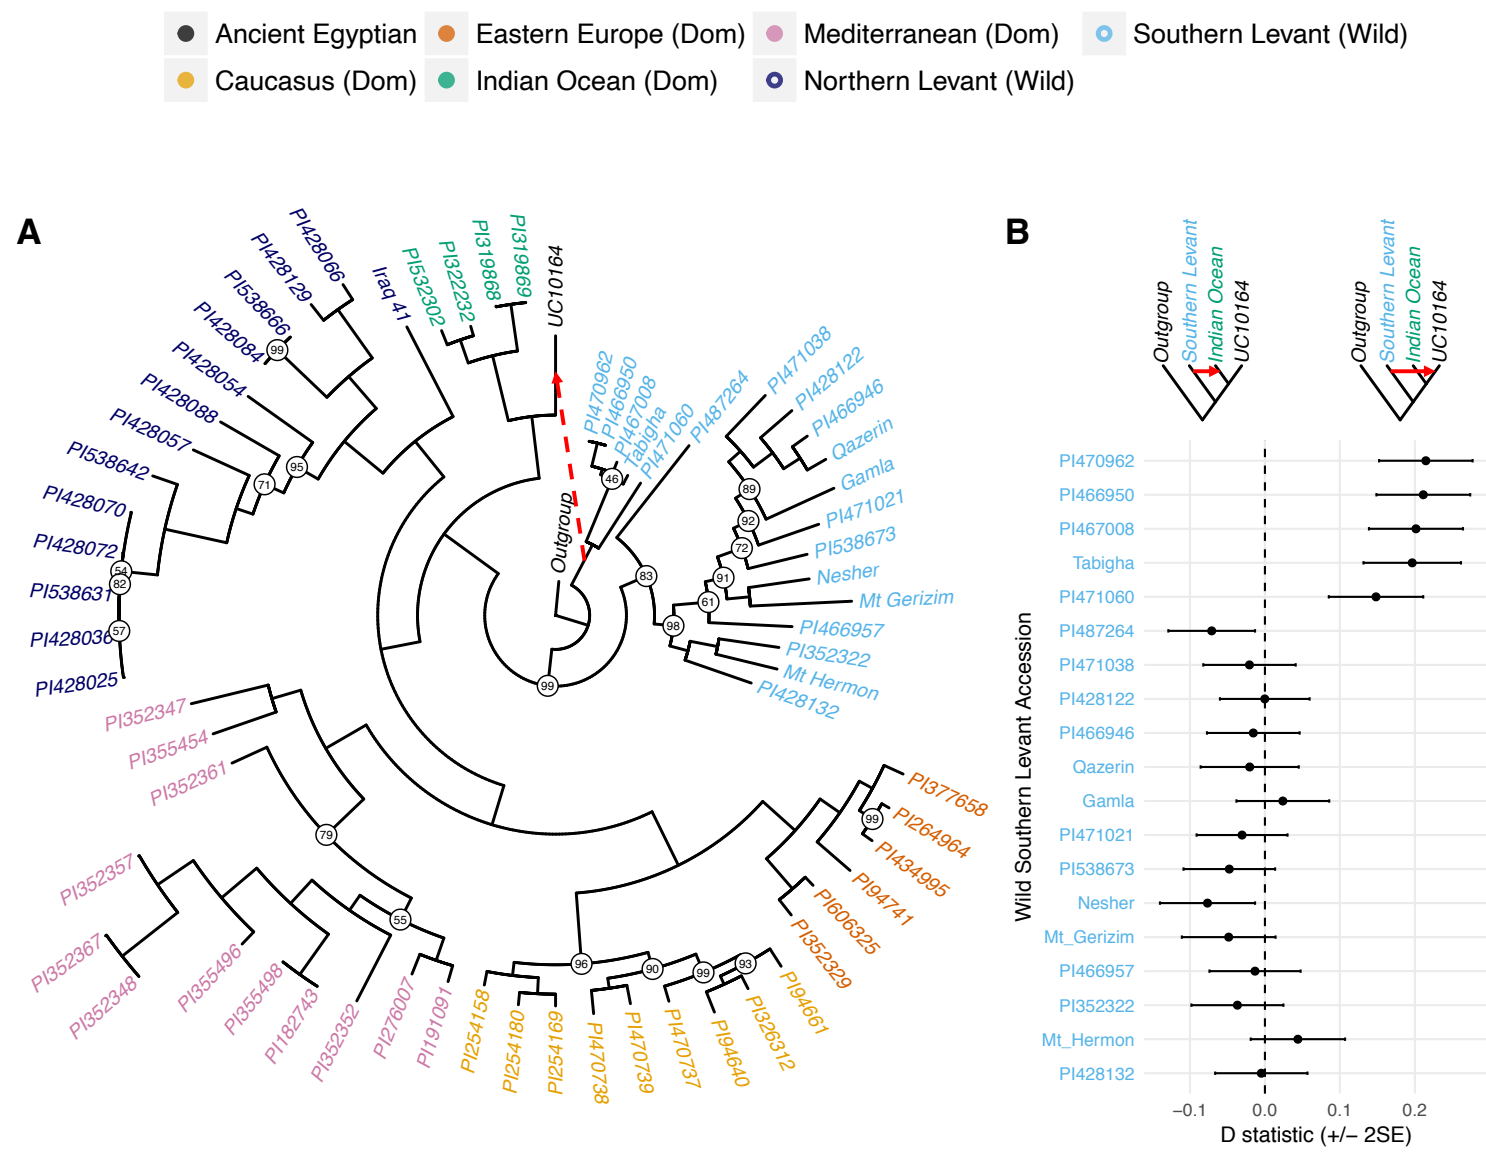 Ancient Egyptian
Eastern Europe (Dom)
Mediterranean (Dom)
Southern Levant (Wild)
Caucasus (Dom)
Indian Ocean (Dom)
Northern Levant (Wild)
A
PI428066
PI428129
PI538666
PI428084
99
PI428054
PI428088
PI428057
PI538642
PI428070
PI428072
PI538631
PI428036
PI428025
95
71
54
82
57
Iraq 41
PI532302
PI322232
PI319868
PI319869
UC10164
Outgroup
PI470962
PI466950
PI467008
Tabigha
PI471060
PI487264
46
PI471038
PI428122
PI466946
Qazerin
Gamla
PI471021
PI538673
Nesher
Mt Gerizim
PI466957
PI352322
Mt Hermon
PI428132
89
92
72
91
61
98
83
99
PI377658
PI264964
PI434995
PI94741
PI606325
PI352329
99
PI94661
PI326312
PI94640
PI470737
PI470739
PI470738
PI254169
PI254180
PI254158
96
90
99
93
PI191091
PI276007
PI352352
PI182743
PI355498
PI355496
PI352348
PI352367
PI352357
PI352361
PI355454
PI352347
79
55
B
Outgroup
Southern Levant
Indian Ocean
UC10164
Outgroup
Southern Levant
Indian Ocean
UC10164
Wild Southern Levant Accession
PI470962
PI466950
PI467008
Tabigha
PI471060
PI487264
PI471038
PI428122
PI466946
Qazerin
Gamla
PI471021
PI538673
Nesher
Mt_Gerizim
PI466957
PI352322
Mt_Hermon
PI428132
−0.1
0.0
0.1
0.2
D statistic (+/− 2SE)